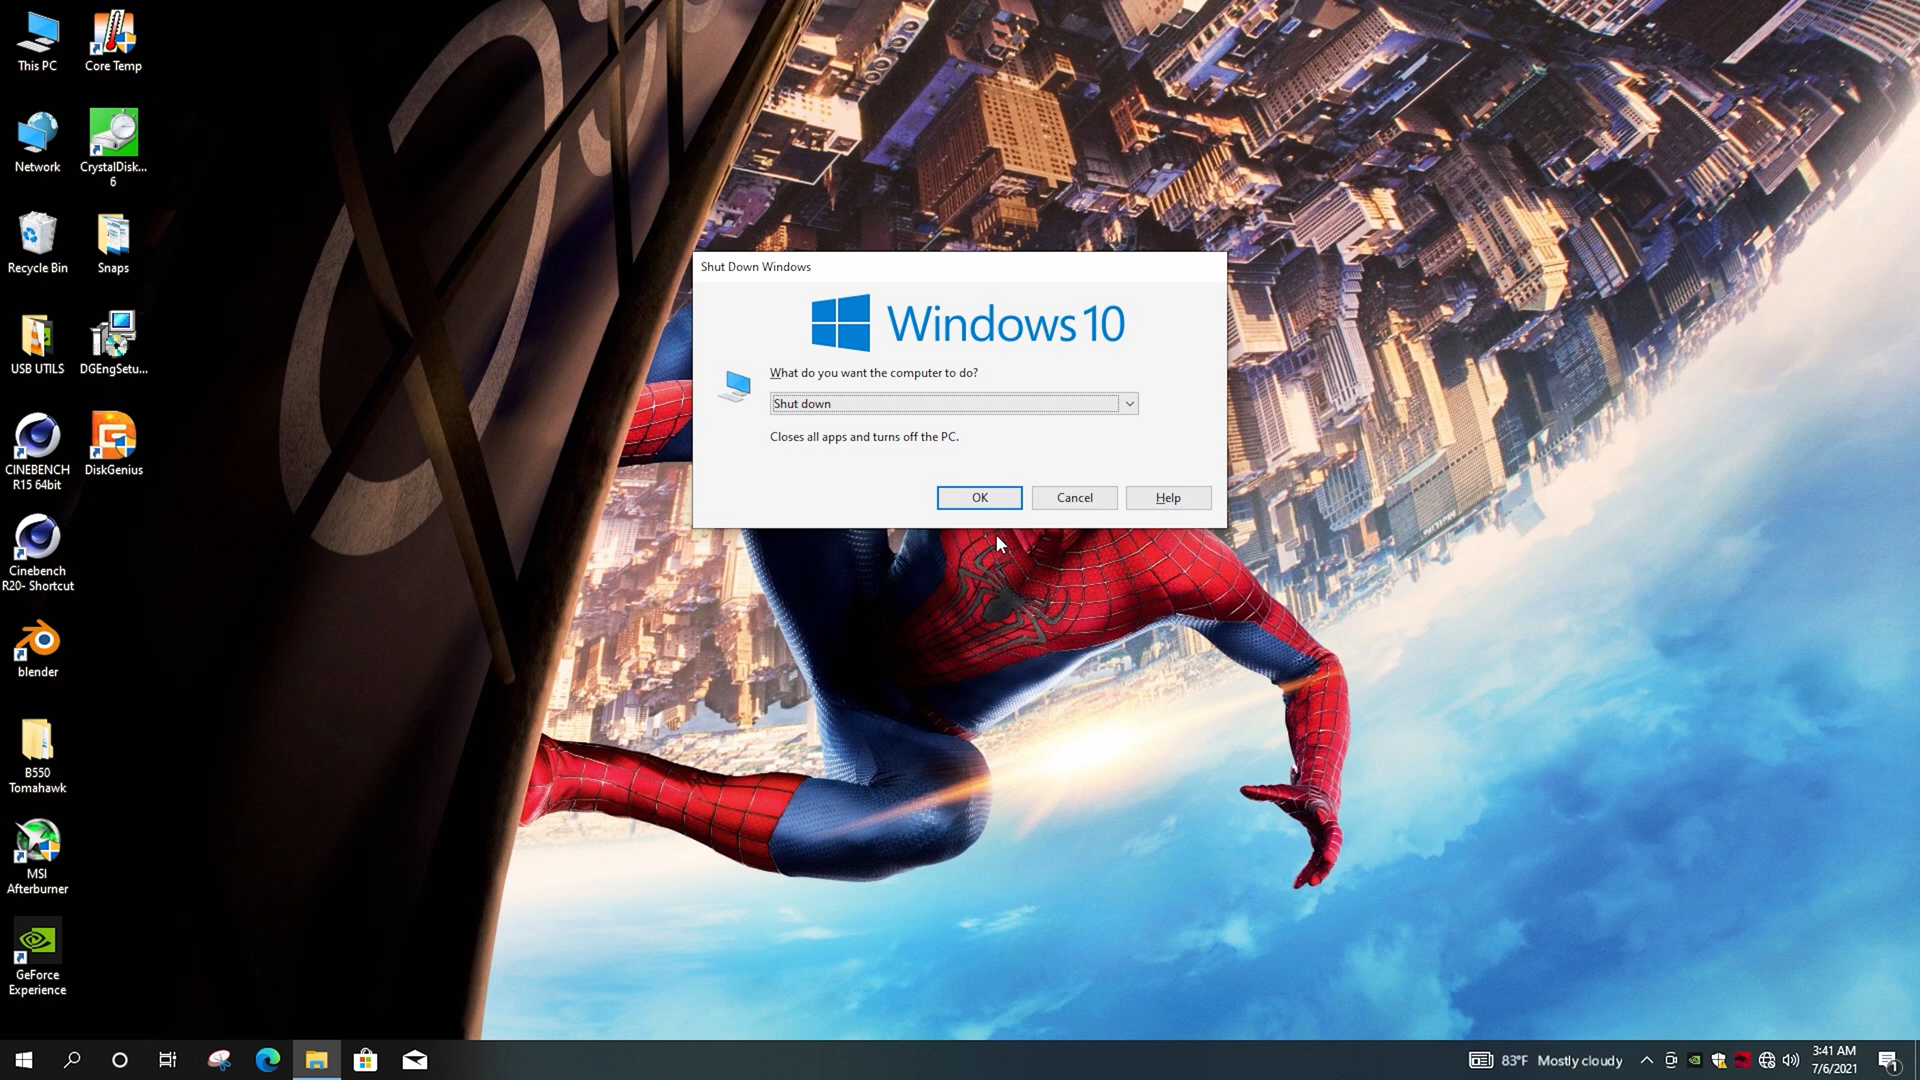 This PC
Core Temp
Network
CrystalDisk...
6
Recycle Bin
Snaps
USB UTILS
DGEngSetu...
CINEBENCH
R15 64bit
DiskGenius
Cinebench
R20- Shortcut
blender
B550
Tomahawk
MSI
Afterburner
GeForce
Experience
Shut Down Windows
Windows 10
What do you want the computer to do?
Shut down
Closes all apps and turns off the PC.
OK
Cancel
Help
83°F Mostly cloudy
3:41 AM
7/6/2021
1